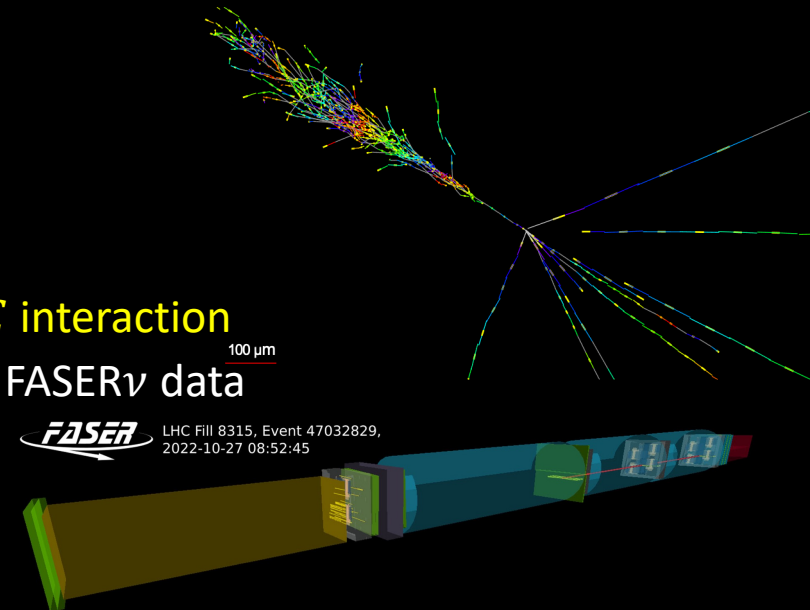 C interaction
100 μm
FASERν data
FASER
LHC Fill 8315, Event 47032829,
2022-10-27 08:52:45